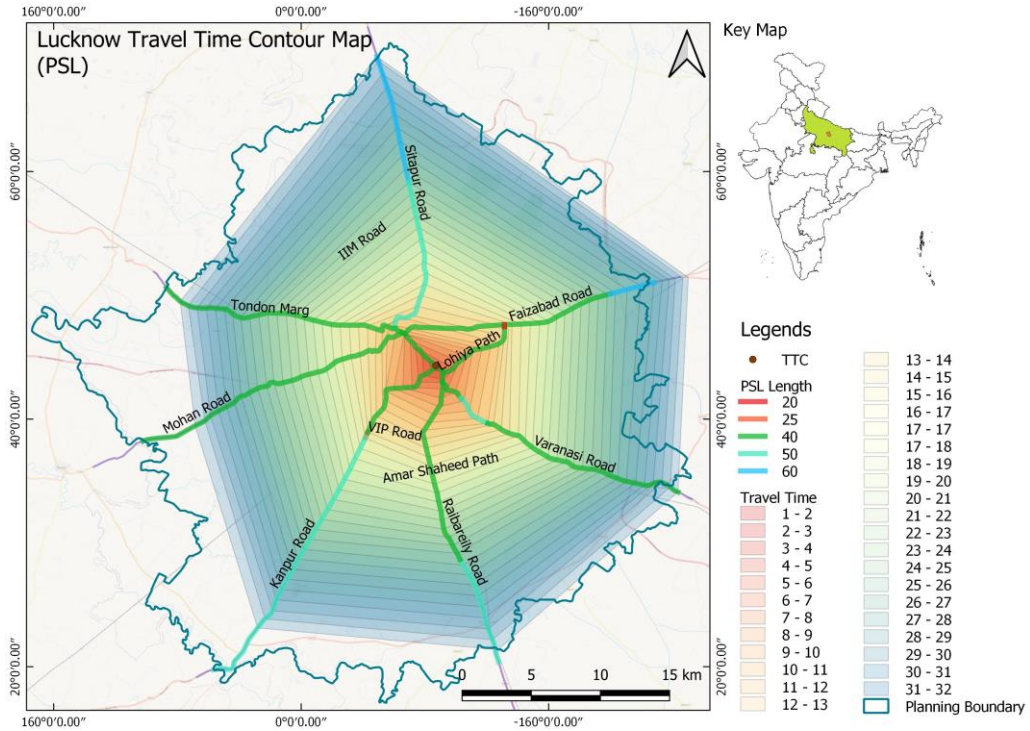 160°0'0.00"
0°0'0.00"
-160°0'0.00"
Lucknow Travel Time Contour Map
(PSL)
Key Map
60°0'0.00"
60°0'0.00"
Sitapur Road
IIM Road
Tondon Marg
Faizabad Road
Lohiya Path
Mohan Road
VIP Road
Varanasi Road
Amar Shaheed Path
Kanpur Road
Raibareily Road
40°0'0.00"
40°0'0.00"
20°0'0.00"
20°0'0.00"
0 5 10 15 km
160°0'0.00"
0°0'0.00"
-160°0'0.00"
Legends
TTC
PSL Length
20
25
40
50
60
Travel Time
1 - 2
2 - 3
3 - 4
4 - 5
5 - 6
6 - 7
7 - 8
8 - 9
9 - 10
10 - 11
11 - 12
12 - 13
13 - 14
14 - 15
15 - 16
16 - 17
17 - 17
17 - 18
18 - 19
19 - 20
20 - 21
21 - 22
22 - 23
23 - 24
24 - 25
25 - 26
26 - 27
27 - 28
28 - 29
29 - 30
30 - 31
31 - 32
Planning Boundary